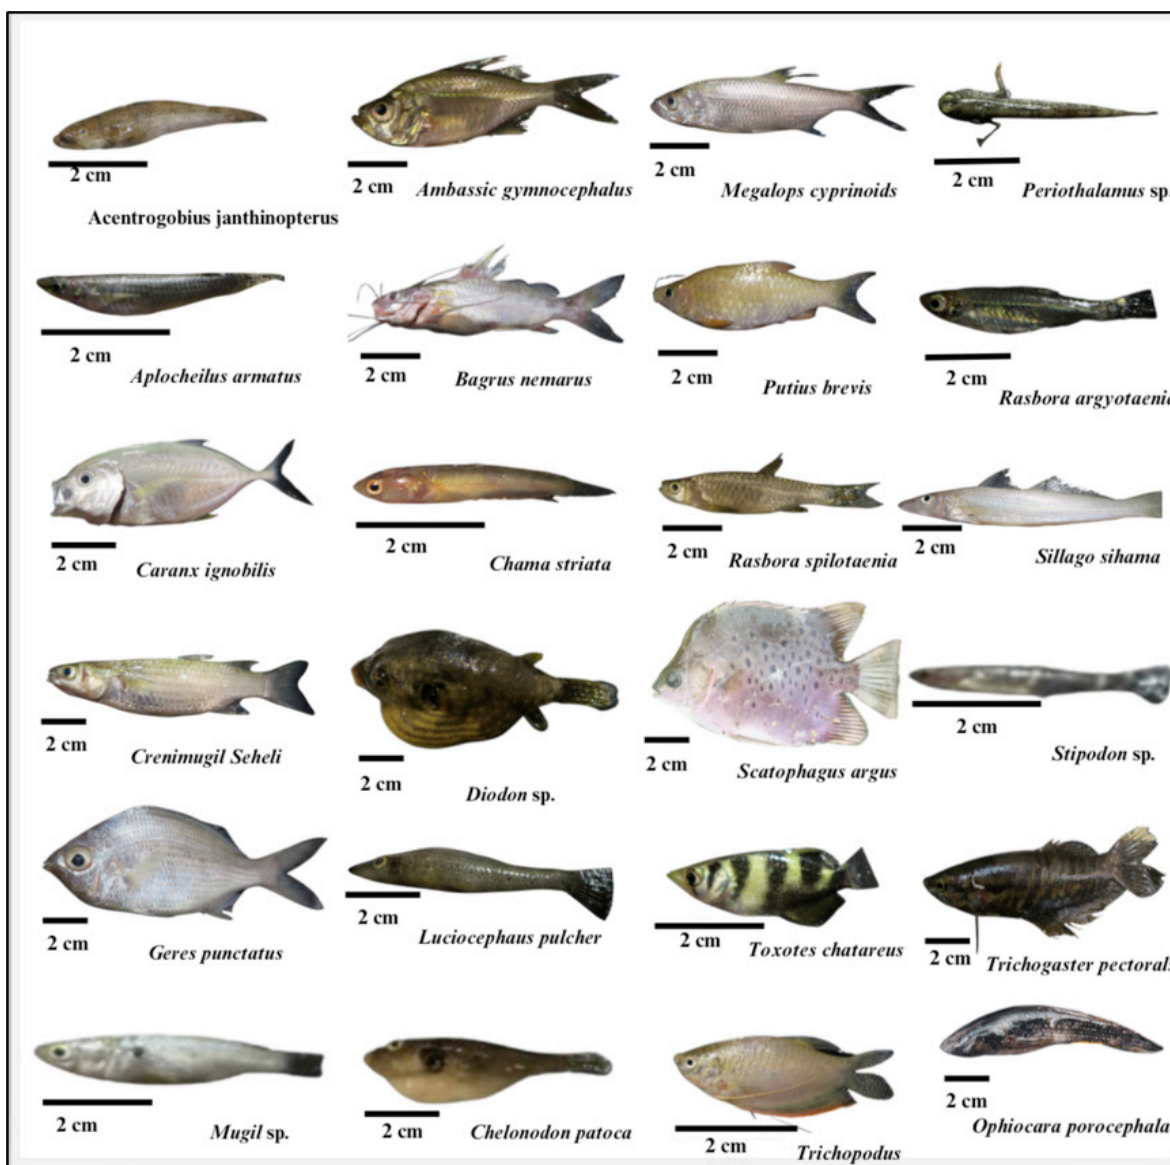 2 cm
Acentrogobius janthinopterus
2 cm
Ambassic gymnocephalus
2 cm
Megalops cyprinoids
2 cm
Periothalamus sp.
2 cm
Aplocheilus armatus
2 cm
Bagrus nemarus
2 cm
Putius brevis
2 cm
Rasbora argyotaenia
2 cm
Caranx ignobilis
2 cm
Chama striata
2 cm
Rasbora spilotaenia
2 cm
Sillago sihama
2 cm
Crenimugil Seheli
2 cm
Diodon sp.
2 cm
Scatophagus argus
2 cm
Stipodon sp.
2 cm
Geres punctatus
2 cm
Luciocephaus pulcher
2 cm
Toxotes chatareus
2 cm
Trichogaster pectorals
2 cm
Mugil sp.
2 cm
Chelonodon patoca
2 cm
Trichopodus
2 cm
Ophiocara porocephala